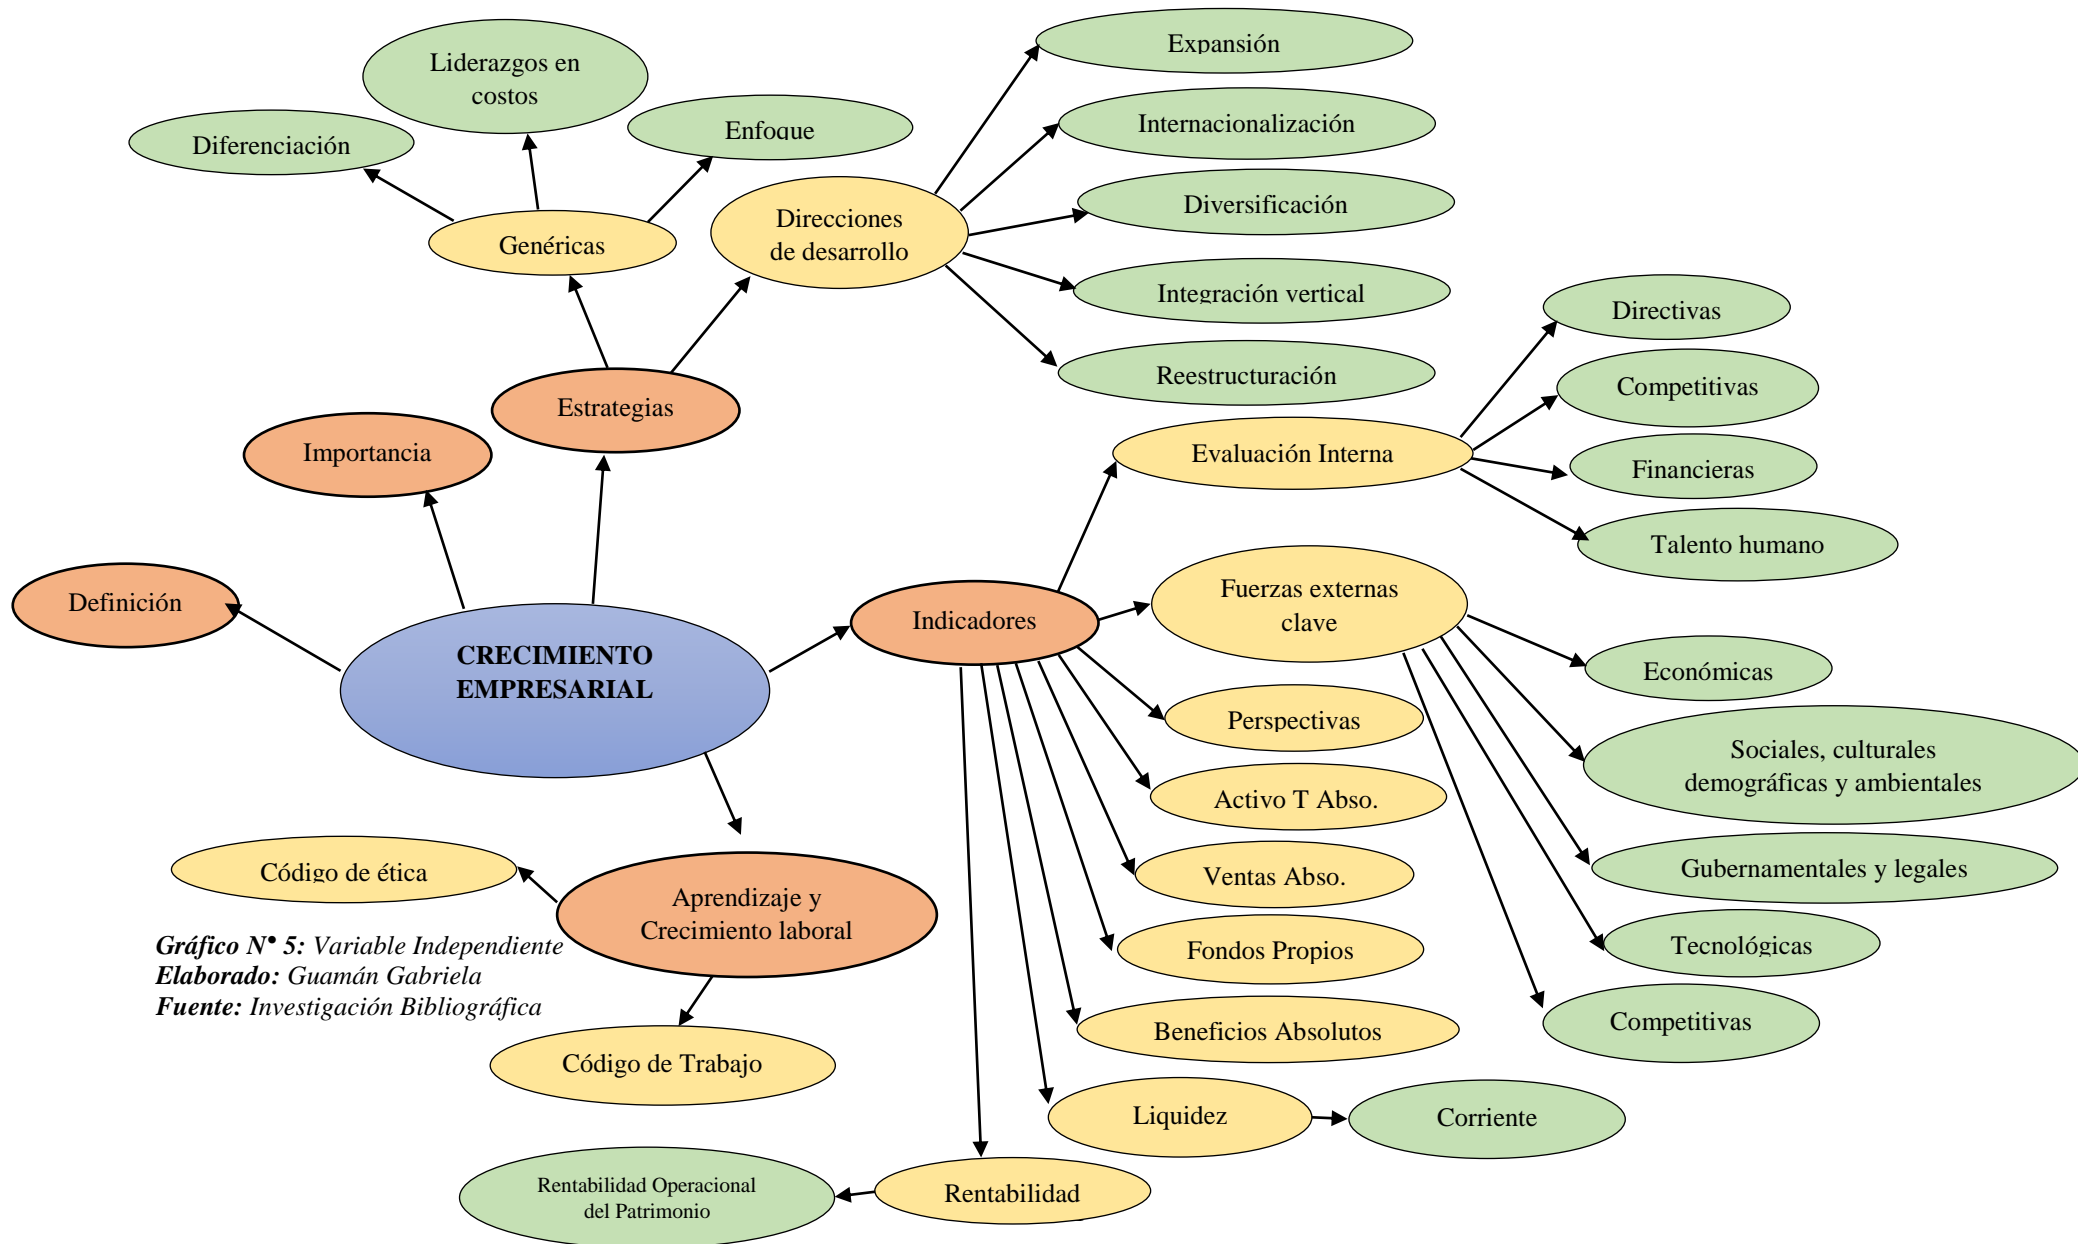 Expansión
Liderazgos en
costos
Enfoque
Diferenciación
Internacionalización
Direcciones
de desarrollo
Diversificación
Genéricas
Integración vertical
Directivas
Reestructuración
Competitivas
Estrategias
Importancia
Evaluación Interna
Financieras
Talento humano
Definición
Indicadores
Fuerzas externas
clave
CRECIMIENTO
EMPRESARIAL
Económicas
Perspectivas
Sociales, culturales
demográficas y ambientales
Activo T Abso.
Código de ética
Ventas Abso.
Gubernamentales y legales
Aprendizaje y
Crecimiento laboral
Fondos Propios
Tecnológicas
Gráfico N° 5: Variable Independiente
Elaborado: Guamán Gabriela
Fuente: Investigación Bibliográfica
Beneficios Absolutos
Competitivas
Código de Trabajo
Liquidez
Corriente
Rentabilidad Operacional
del Patrimonio
Rentabilidad